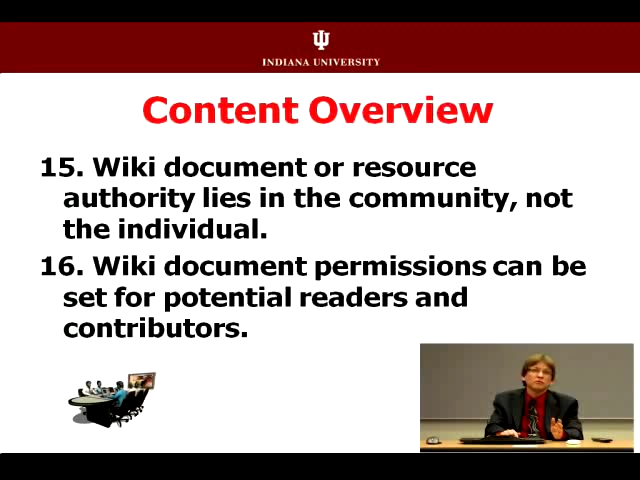 INDIANA UNIVERSITY
Content Overview
15. Wiki document or resource
authority lies in the community, not
the individual.
16. Wiki document permissions can be
set for potential readers and
contributors.